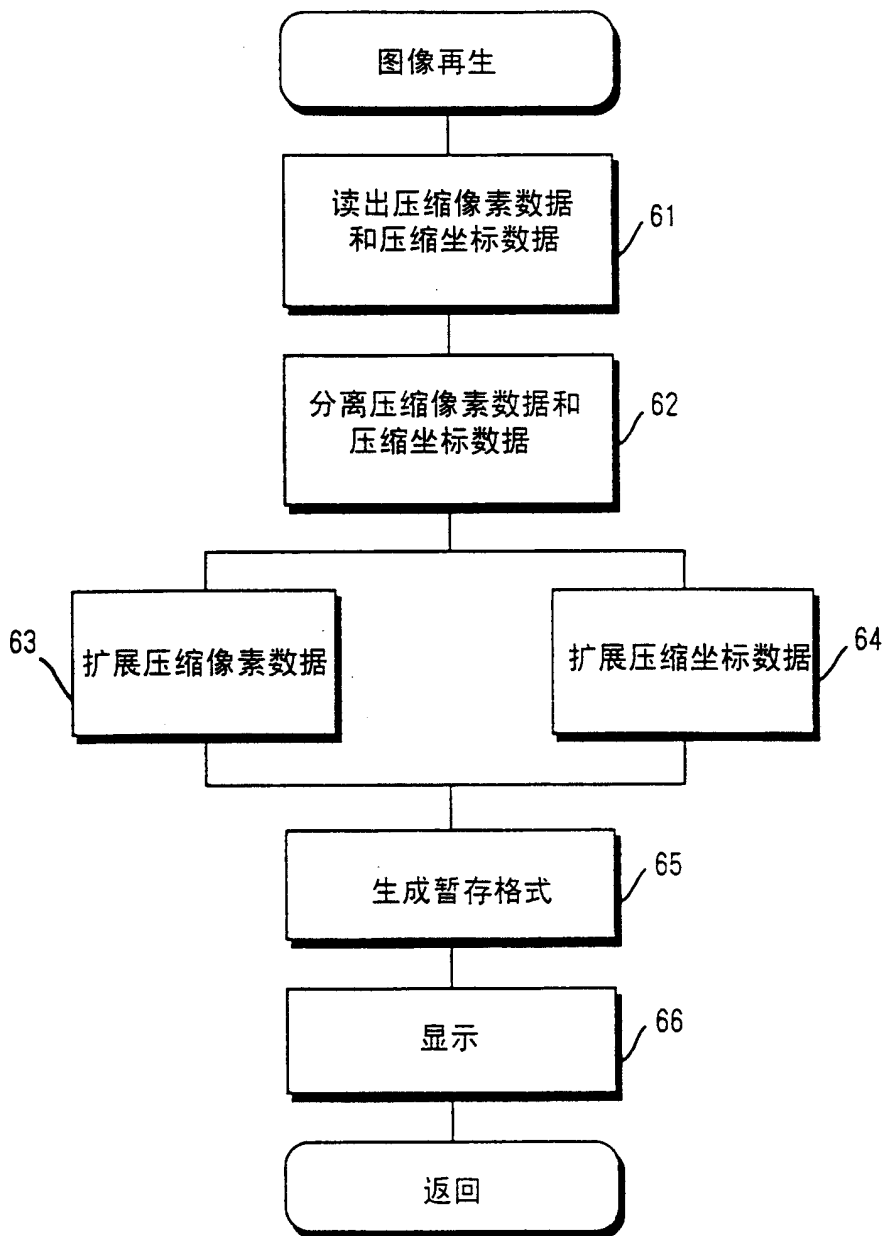 图像再生
读出压缩像素数据
和压缩坐标数据
61
分离压缩像素数据和
压缩坐标数据
62
63
扩展压缩像素数据
扩展压缩坐标数据
64
生成暂存格式
65
显示
66
返回